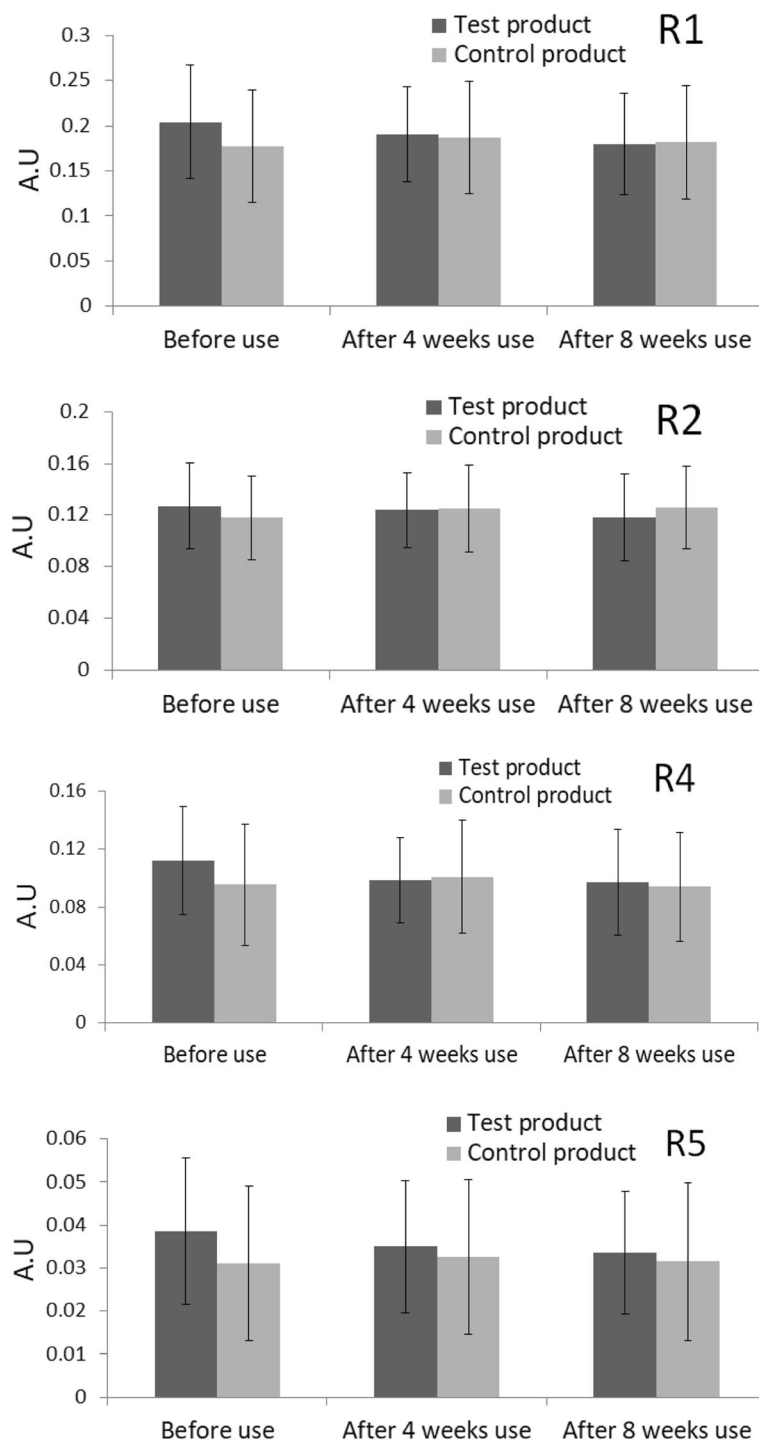 R1
Test product
Control product
0.3
0.25
0.2
0.15
0.1
0.05
0
A.U
Before use After 4 weeks use After 8 weeks use
R2
Test product
Control product
0.2
0.16
0.12
0.08
0.04
0
A.U
Before use After 4 weeks use After 8 weeks use
R4
Test product
Control product
0.16
0.12
0.08
0.04
0
A.U
Before use After 4 weeks use After 8 weeks use
R5
Test product
Control product
0.06
0.05
0.04
0.03
0.02
0.01
0
A.U
Before use After 4 weeks use After 8 weeks use